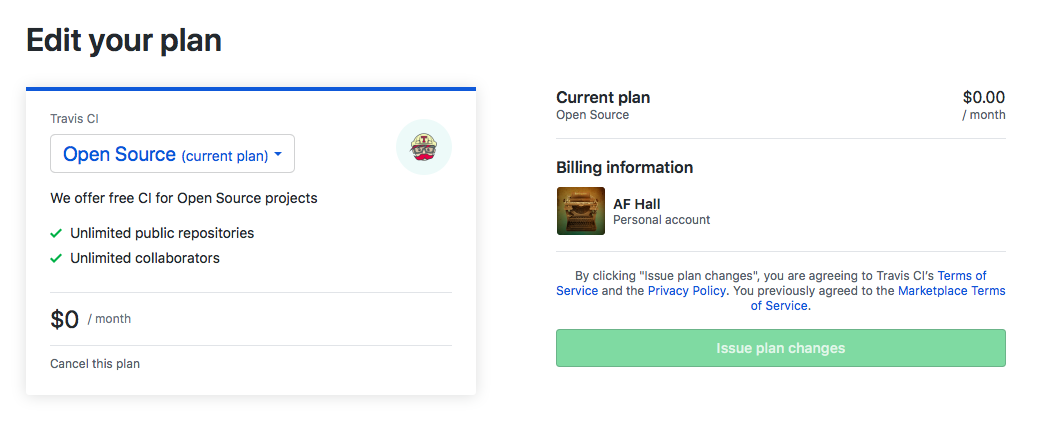 Edit your plan
Travis CI
Open Source (current plan)
We offer free CI for Open Source projects
Unlimited public repositories
Unlimited collaborators
$0 / month
Cancel this plan
Current plan $0.00
Open Source / month
Billing information
AF Hall
Personal account
By clicking "Issue plan changes", you are agreeing to Travis CI's Terms of
Service and the Privacy Policy. You previously agreed to the Marketplace Terms
of Service.
Issue plan changes